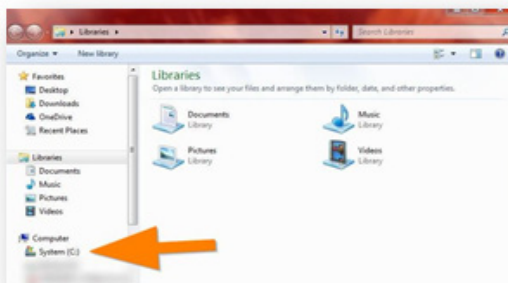 Libraries
Search Libraries
Organize
New library
Favorites
Desktop
Downloads
OneDrive
Recent Places
Libraries
Documents
Music
Pictures
Videos
Computer
System (C:)
Libraries
Open a library to see your files and arrange them by folder, date, and other properties.
Documents
Library
Music
Library
Pictures
Library
Videos
Library